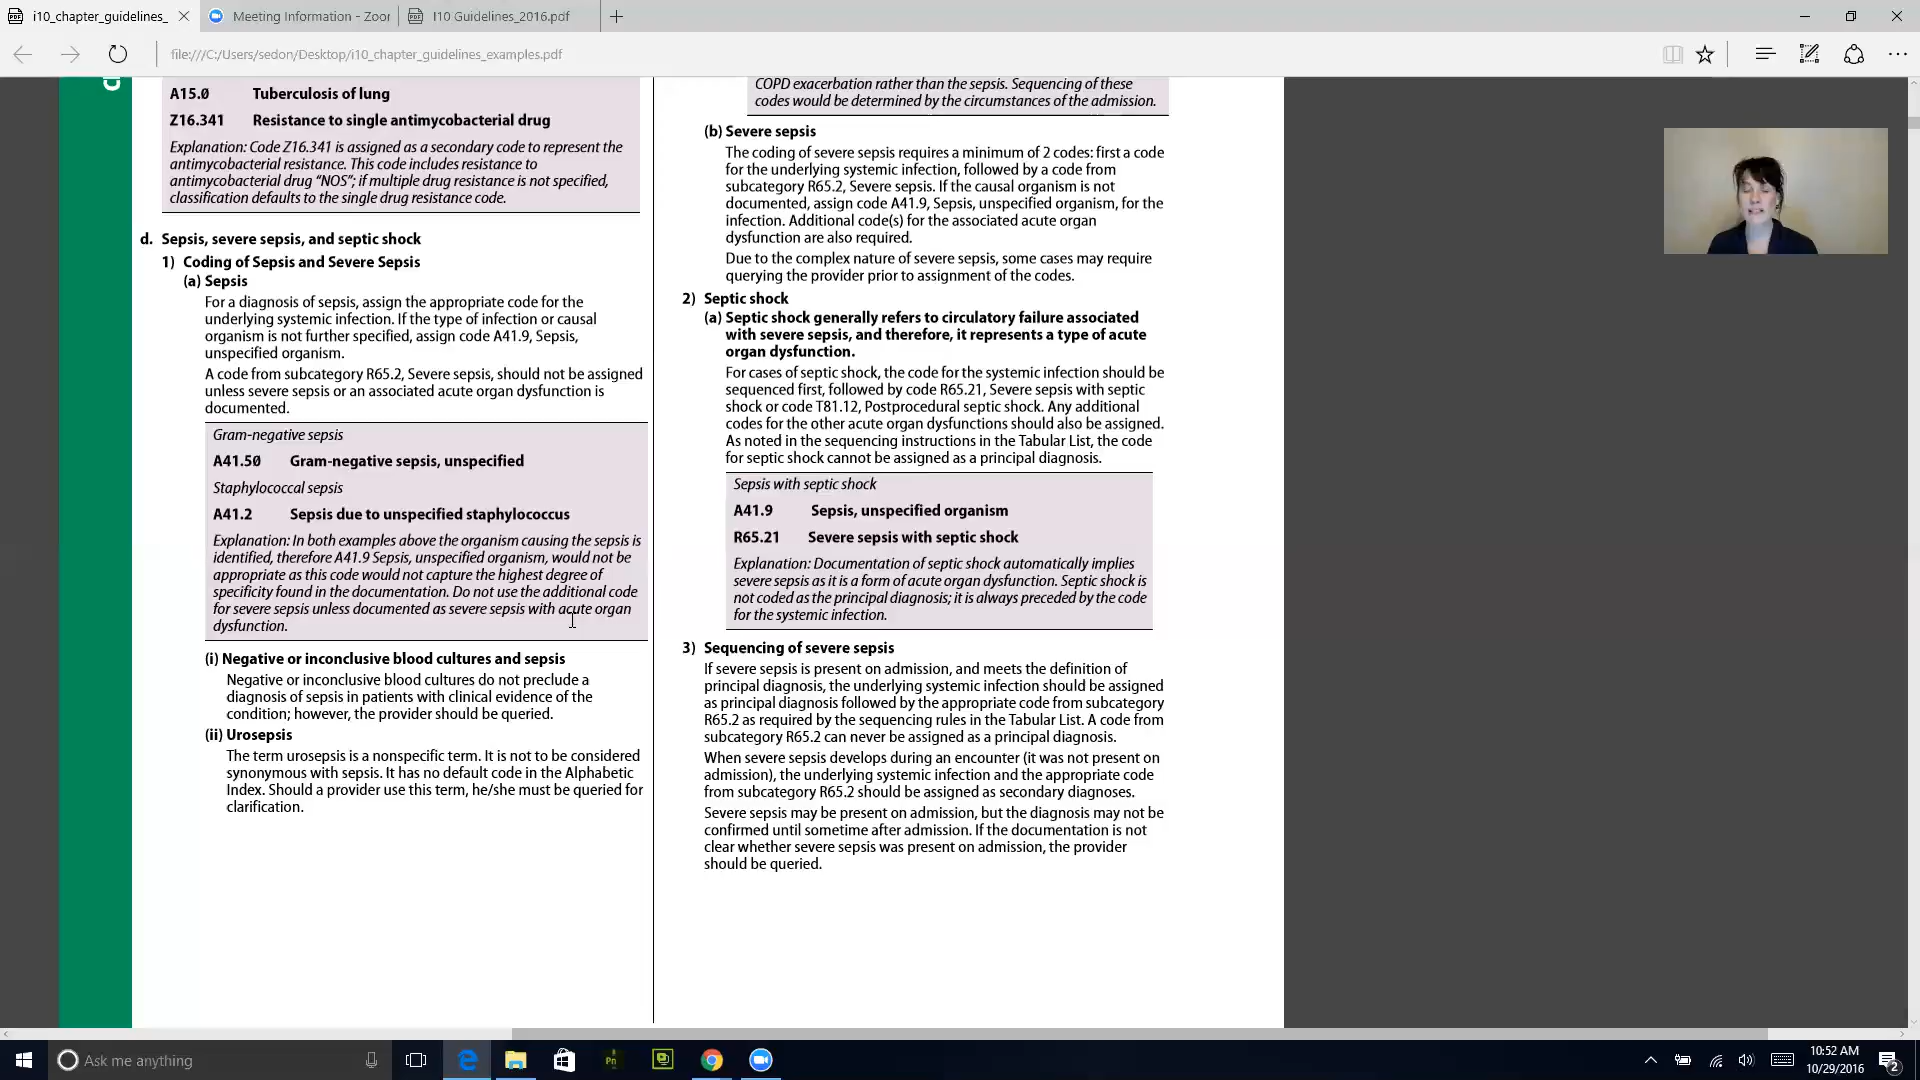 i10_chapter_guidelines_
Meeting Information - Zoor
I10 Guidelines_2016.pdf
file:///C:/Users/sedon/Desktop/i10_chapter_guidelines_examples.pdf
A15.0 Tuberculosis of lung
Z16.341 Resistance to single antimycobacterial drug
Explanation: Code Z16.341 is assigned as a secondary code to represent the
antimycobacterial resistance. This code includes resistance to
antimycobacterial drug “NOS”; if multiple drug resistance is not specified,
classification defaults to the single drug resistance code.
d. Sepsis, severe sepsis, and septic shock
1) Coding of Sepsis and Severe Sepsis
(a) Sepsis
For a diagnosis of sepsis, assign the appropriate code for the
underlying systemic infection. If the type of infection or causal
organism is not further specified, assign code A41.9, Sepsis,
unspecified organism.
A code from subcategory R65.2, Severe sepsis, should not be assigned
unless severe sepsis or an associated acute organ dysfunction is
documented.
Gram-negative sepsis
A41.50 Gram-negative sepsis, unspecified
Staphylococcal sepsis
A41.2 Sepsis due to unspecified staphylococcus
Explanation: In both examples above the organism causing the sepsis is
identified, therefore A41.9 Sepsis, unspecified organism, would not be
appropriate as this code would not capture the highest degree of
specificity found in the documentation. Do not use the additional code
for severe sepsis unless documented as severe sepsis with acute organ
dysfunction.
(i) Negative or inconclusive blood cultures and sepsis
Negative or inconclusive blood cultures do not preclude a
diagnosis of sepsis in patients with clinical evidence of the
condition; however, the provider should be queried.
(ii) Urosepsis
The term urosepsis is a nonspecific term. It is not to be considered
synonymous with sepsis. It has no default code in the Alphabetic
Index. Should a provider use this term, he/she must be queried for
clarification.
COPD exacerbation rather than the sepsis. Sequencing of these
codes would be determined by the circumstances of the admission.
(b) Severe sepsis
The coding of severe sepsis requires a minimum of 2 codes: first a code
for the underlying systemic infection, followed by a code from
subcategory R65.2, Severe sepsis. If the causal organism is not
documented, assign code A41.9, Sepsis, unspecified organism, for the
infection. Additional code(s) for the associated acute organ
dysfunction are also required.
Due to the complex nature of severe sepsis, some cases may require
querying the provider prior to assignment of the codes.
2) Septic shock
(a) Septic shock generally refers to circulatory failure associated
with severe sepsis, and therefore, it represents a type of acute
organ dysfunction.
For cases of septic shock, the code for the systemic infection should be
sequenced first, followed by code R65.21, Severe sepsis with septic
shock or code T81.12, Postprocedural septic shock. Any additional
codes for the other acute organ dysfunctions should also be assigned.
As noted in the sequencing instructions in the Tabular List, the code
for septic shock cannot be assigned as a principal diagnosis.
Sepsis with septic shock
A41.9 Sepsis, unspecified organism
R65.21 Severe sepsis with septic shock
Explanation: Documentation of septic shock automatically implies
severe sepsis as it is a form of acute organ dysfunction. Septic shock is
not coded as the principal diagnosis; it is always preceded by the code
for the systemic infection.
3) Sequencing of severe sepsis
If severe sepsis is present on admission, and meets the definition of
principal diagnosis, the underlying systemic infection should be assigned
as principal diagnosis followed by the appropriate code from subcategory
R65.2 as required by the sequencing rules in the Tabular List. A code from
subcategory R65.2 can never be assigned as a principal diagnosis.
When severe sepsis develops during an encounter (it was not present on
admission), the underlying systemic infection and the appropriate code
from subcategory R65.2 should be assigned as secondary diagnoses.
Severe sepsis may be present on admission, but the diagnosis may not be
confirmed until sometime after admission. If the documentation is not
clear whether severe sepsis was present on admission, the provider
should be queried.
Ask me anything
Pn
10:52 AM
10/29/2016
2